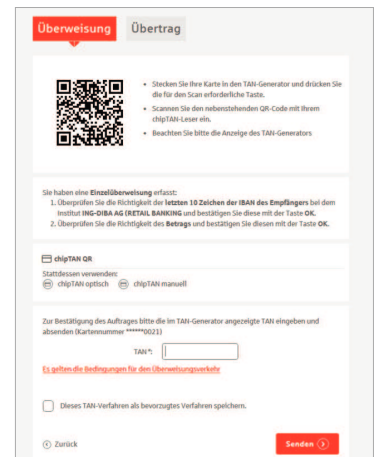 Überweisung Übertrag
• Stecken Sie Ihre Karte in den TAN-Generator und drücken Sie
die für den Scan erforderliche Taste.
• Scannen Sie den nebenstehenden QR-Code mit Ihrem
chipTAN-Leser ein.
• Beachten Sie bitte die Anzeige des TAN-Generators
Sie haben eine Einzelüberweisung erfasst:
1. Überprüfen Sie die Richtigkeit der letzten 10 Zeichen der IBAN des Empfängers bei dem
Institut ING-DIBA AG (RETAIL BANKING und bestätigen Sie diese mit der Taste OK.
2. Überprüfen Sie die Richtigkeit des Betrags und bestätigen Sie diesen mit der Taste OK.
chipTAN QR
Stattdessen verwenden:
chipTAN optisch chipTAN manuell
Zur Bestätigung des Auftrages bitte die im TAN-Generator angezeigte TAN eingeben und
absenden (Kartennummer ******0021)
TAN*:
Es gelten die Bedingungen für den Überweisungsverkehr
Dieses TAN-Verfahren als bevorzugtes Verfahren speichern.
Zurück Senden